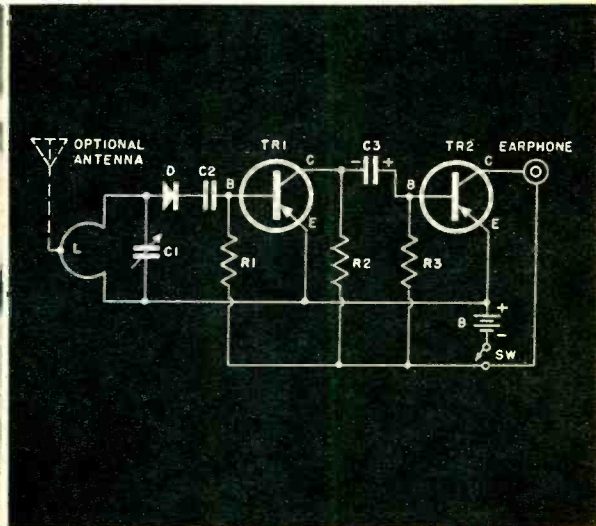 OPTIONAL
ANTENNA
TR1
C3
TR2
EARPHONE
D
C2
C
- +
C
B
B
L
C1
E
E
R1
R2
R3
+
B
-
SW